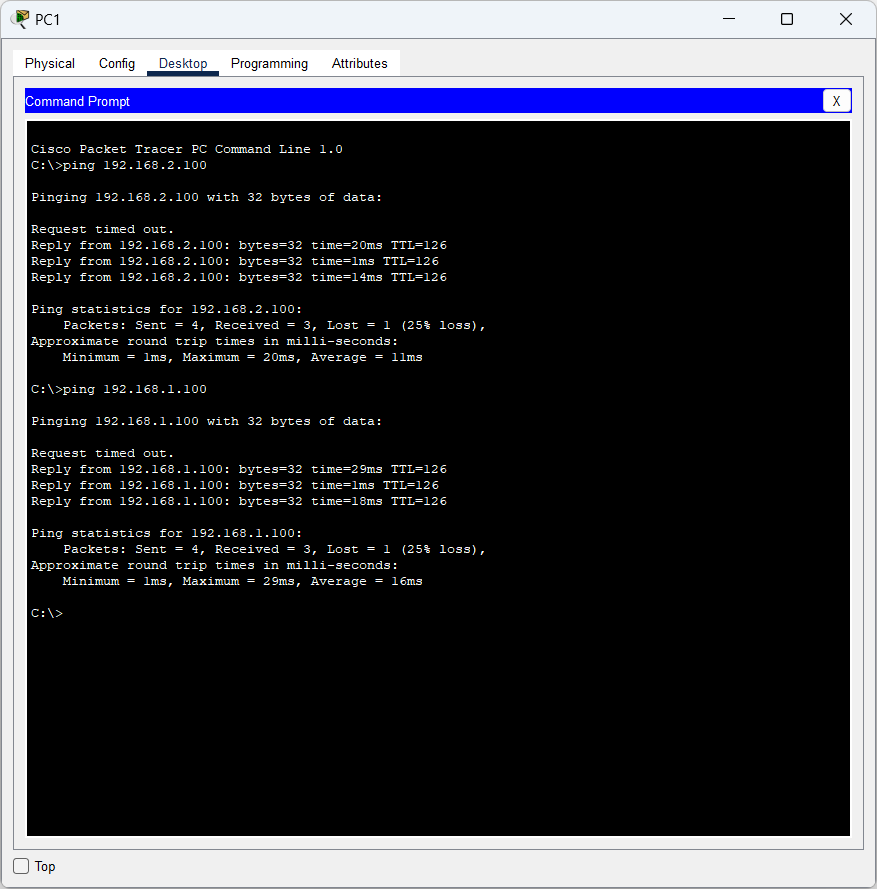 PC1
Physical Config Desktop Programming Attributes
Command Prompt X
Cisco Packet Tracer PC Command Line 1.0
C:\>ping 192.168.2.100
Pinging 192.168.2.100 with 32 bytes of data:
Request timed out.
Reply from 192.168.2.100: bytes=32 time=20ms TTL=126
Reply from 192.168.2.100: bytes=32 time=1ms TTL=126
Reply from 192.168.2.100: bytes=32 time=14ms TTL=126
Ping statistics for 192.168.2.100:
    Packets: Sent = 4, Received = 3, Lost = 1 (25% loss),
Approximate round trip times in milli-seconds:
    Minimum = 1ms, Maximum = 20ms, Average = 11ms
C:\>ping 192.168.1.100
Pinging 192.168.1.100 with 32 bytes of data:
Request timed out.
Reply from 192.168.1.100: bytes=32 time=29ms TTL=126
Reply from 192.168.1.100: bytes=32 time=1ms TTL=126
Reply from 192.168.1.100: bytes=32 time=18ms TTL=126
Ping statistics for 192.168.1.100:
    Packets: Sent = 4, Received = 3, Lost = 1 (25% loss),
Approximate round trip times in milli-seconds:
    Minimum = 1ms, Maximum = 29ms, Average = 16ms
C:\>
Top